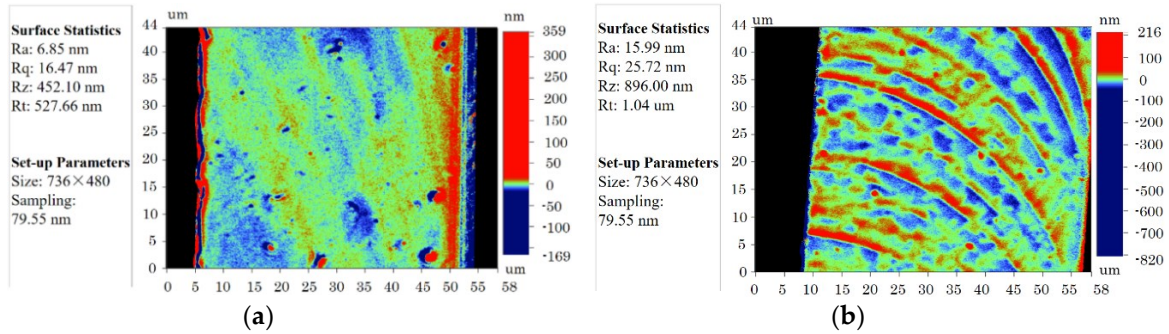 Surface Statistics
Ra: 6.85 nm
Rq: 16.47 nm
Rz: 452.10 nm
Rt: 527.66 nm
Set-up Parameters
Size: 736×480
Sampling:
79.55 nm
um
44
40
35
30
25
20
15
10
5
0
0 5 10 15 20 25 30 35 40 45 50 55 58
nm
359
300
250
200
150
100
50
0
-100
-169
um
(a)
Surface Statistics
Ra: 15.99 nm
Rq: 25.72 nm
Rz: 896.00 nm
Rt: 1.04 um
Set-up Parameters
Size: 736×480
Sampling:
79.55 nm
um
44
40
35
30
25
20
15
10
5
0
0 5 10 15 20 25 30 35 40 45 50 55 58
nm
216
100
0
-100
-200
-300
-400
-500
-600
-700
-820
um
(b)